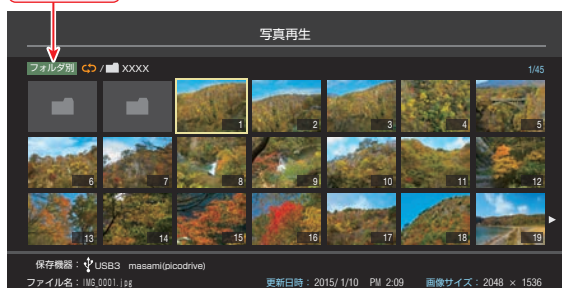 写真再生
フォルダ別 / XXXX 1/45
1 2 3 4 5
6 7 8 9 10 11 12
13 14 15 16 17 18 19
保存機器： USB3 masami(picodrive)
ファイル名：IMG_0001.jpg 更新日時：2015/ 1/10 PM 2:09 画像サイズ：2048 × 1536